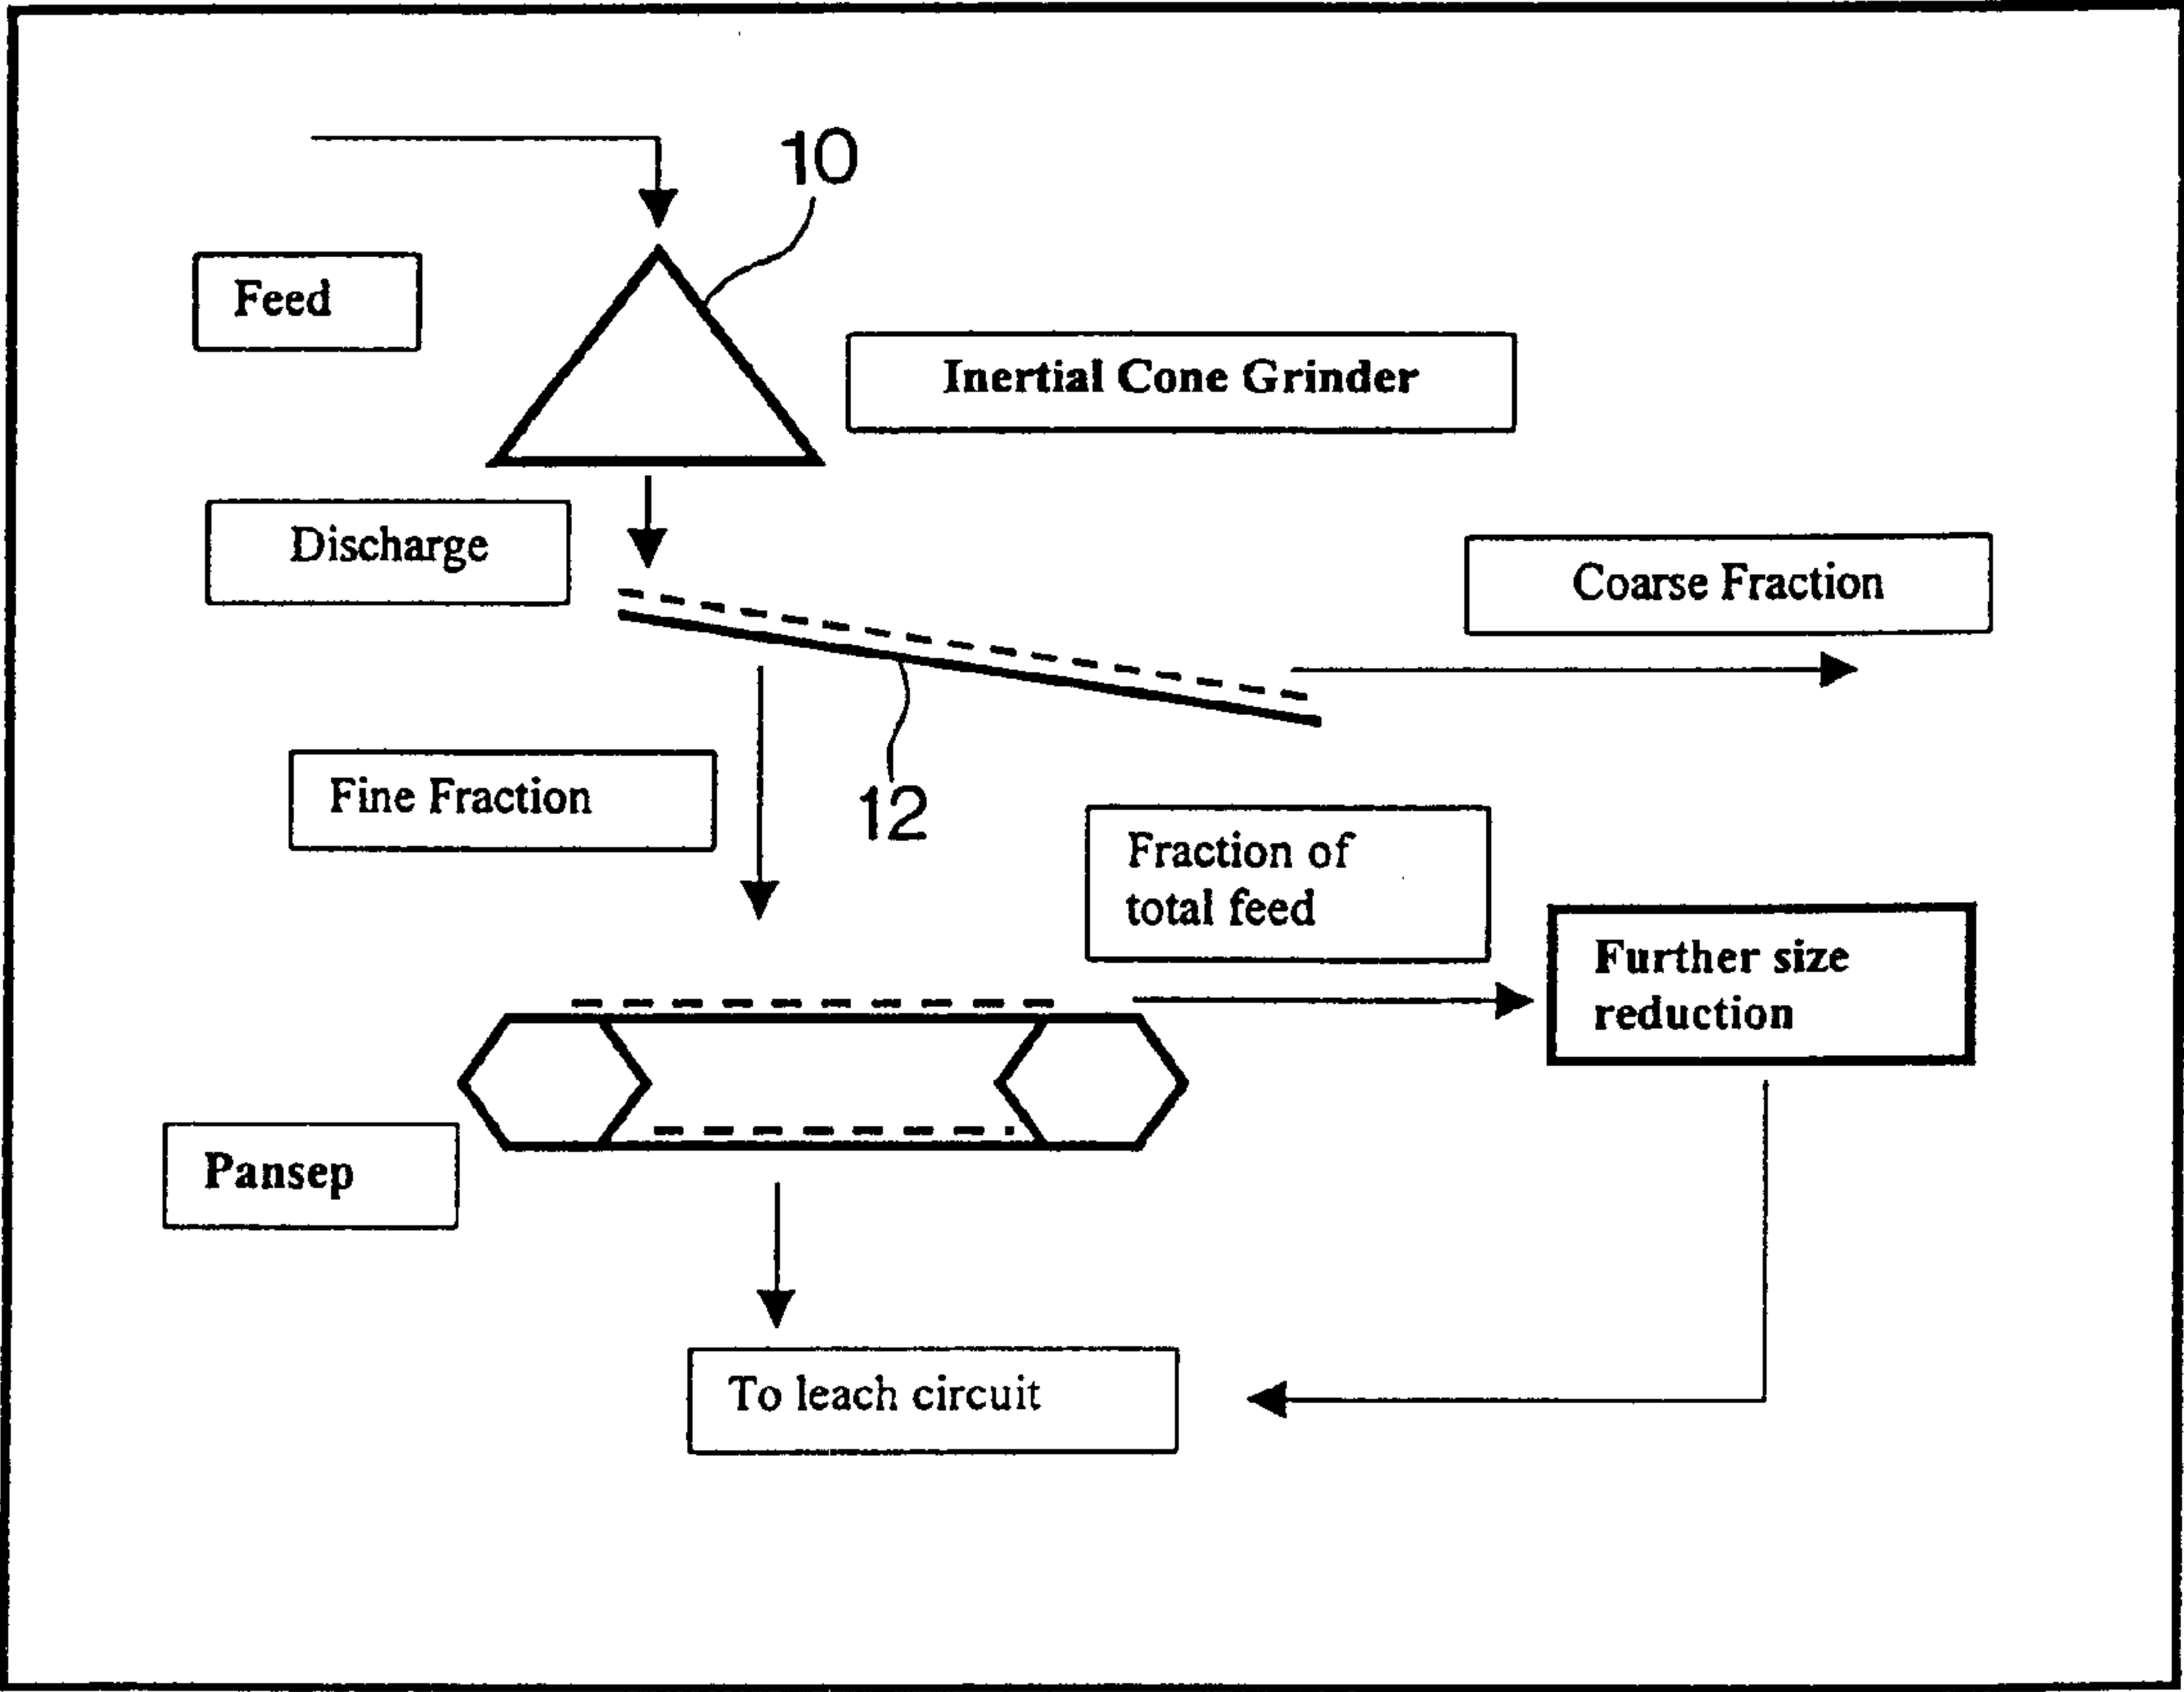 10
Feed
Inertial Cone Grinder
Discharge
Coarse Fraction
Fine Fraction
12
Fraction of
total feed
Further size
reduction
Pansep
To leach circuit